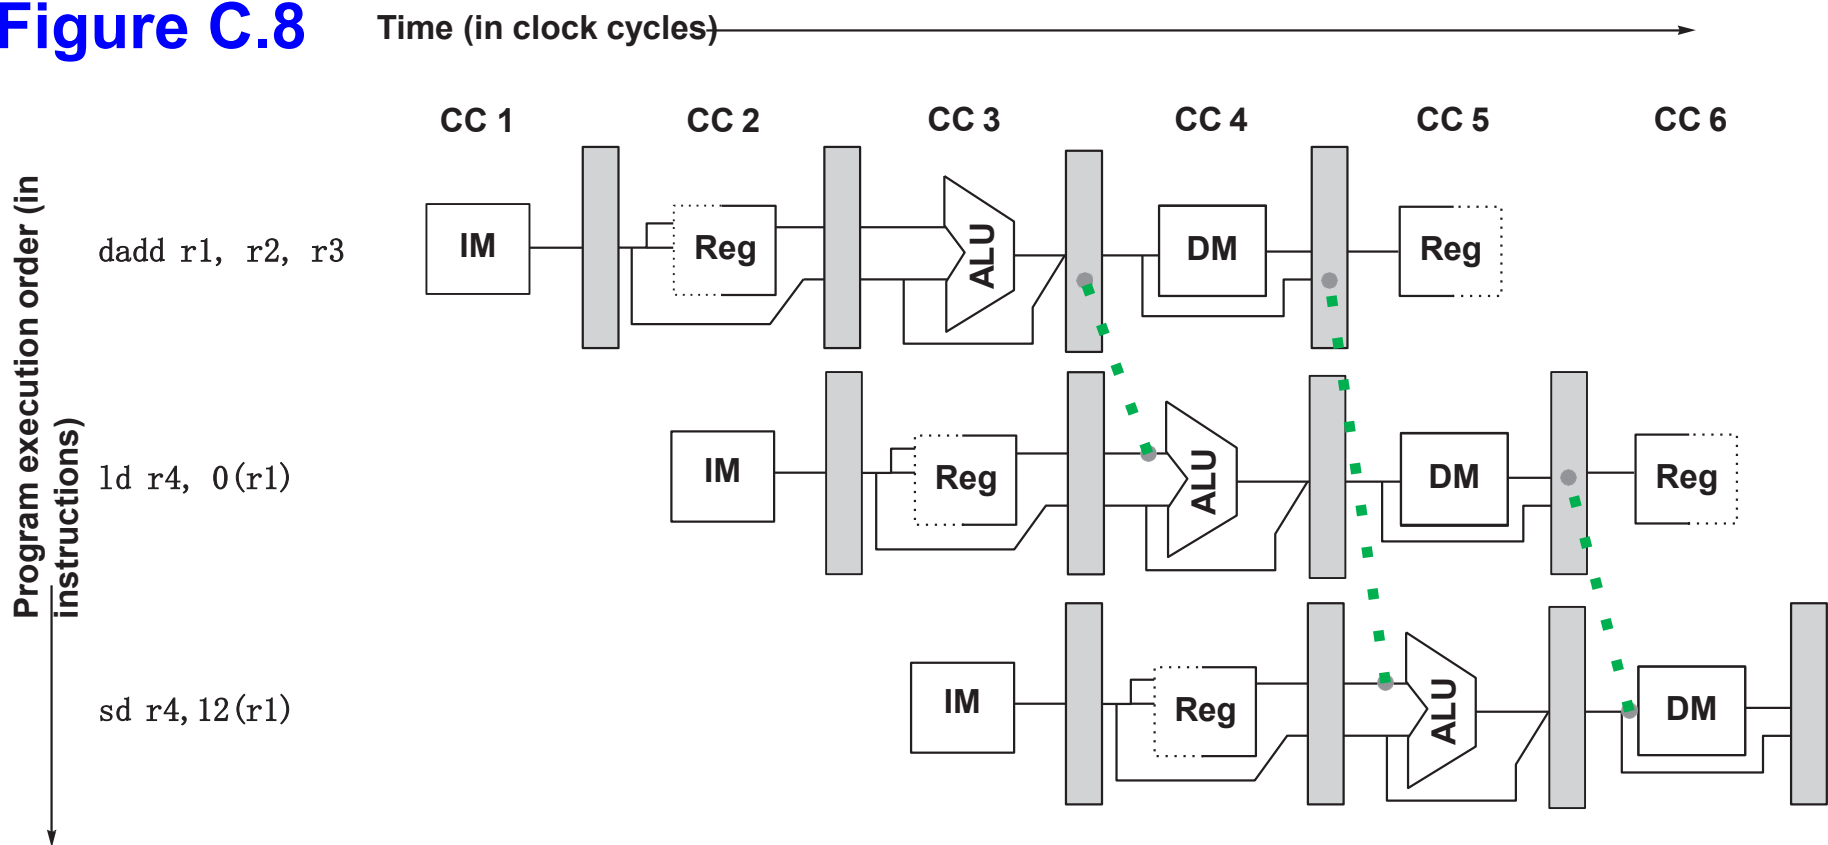 Figure C.8
Time (in clock cycles)
CC 1 CC 2 CC 3 CC 4 CC 5 CC 6
Program execution order (in
instructions)
dadd r1, r2, r3
IM Reg ALU DM Reg
ld r4, 0(r1)
IM Reg ALU DM Reg
sd r4,12(r1)
IM Reg ALU DM